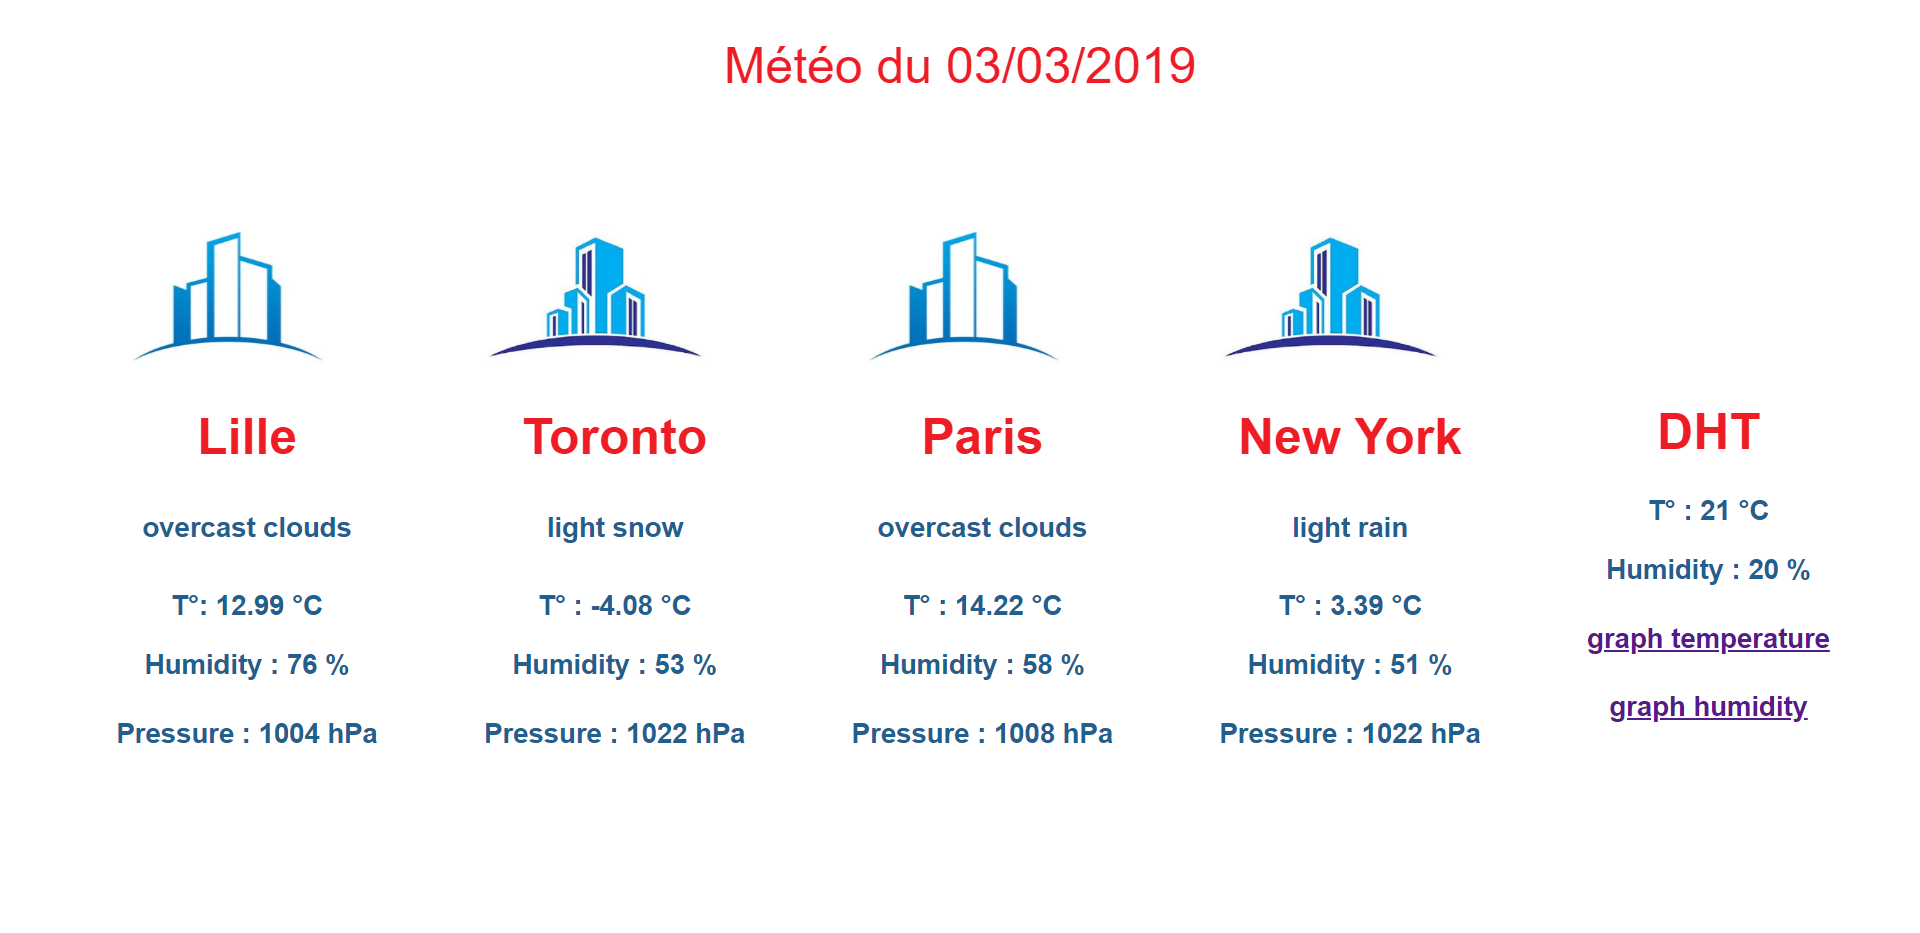 Météo du 03/03/2019
Lille
overcast clouds
T°: 12.99 °C
Humidity : 76 %
Pressure : 1004 hPa
Toronto
light snow
T° : -4.08 °C
Humidity : 53 %
Pressure : 1022 hPa
Paris
overcast clouds
T° : 14.22 °C
Humidity : 58 %
Pressure : 1008 hPa
New York
light rain
T° : 3.39 °C
Humidity : 51 %
Pressure : 1022 hPa
DHT
T° : 21 °C
Humidity : 20 %
graph temperature
graph humidity